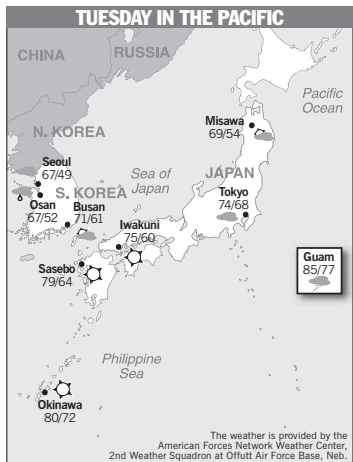 TUESDAY IN THE PACIFIC
CHINA
RUSSIA
Pacific
Ocean
Misawa
69/54
N. KOREA
Seoul
67/49
Sea of
Japan
JAPAN
S. KOREA
Tokyo
74/68
Osan
67/52
Busan
71/61
Iwakuni
75/60
Guam
85/77
Sasebo
79/64
Philippine
Sea
Okinawa
80/72
The weather is provided by the
American Forces Network Weather Center,
2nd Weather Squadron at Offutt Air Force Base, Neb.